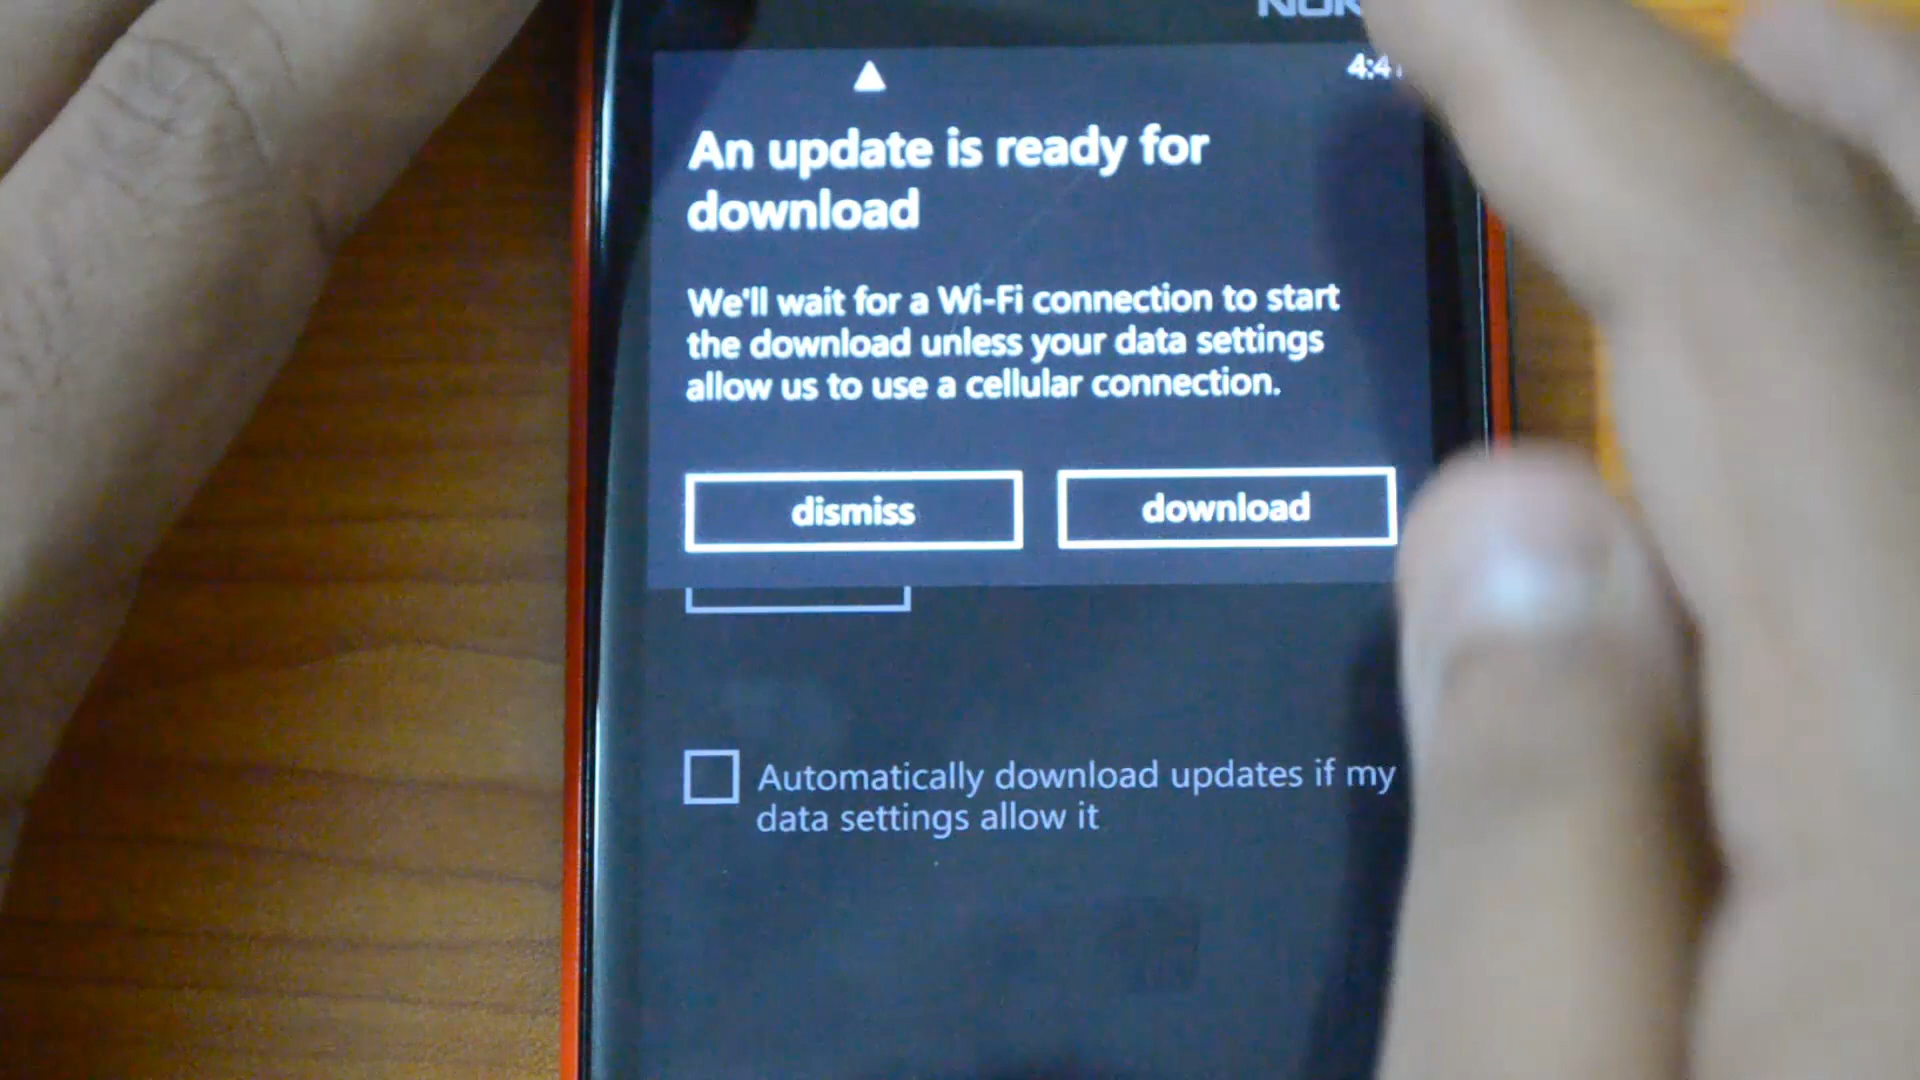 An update is ready for
download
We'll wait for a Wi-Fi connection to start
the download unless your data settings
allow us to use a cellular connection.
dismiss
download
Automatically download updates if my
data settings allow it